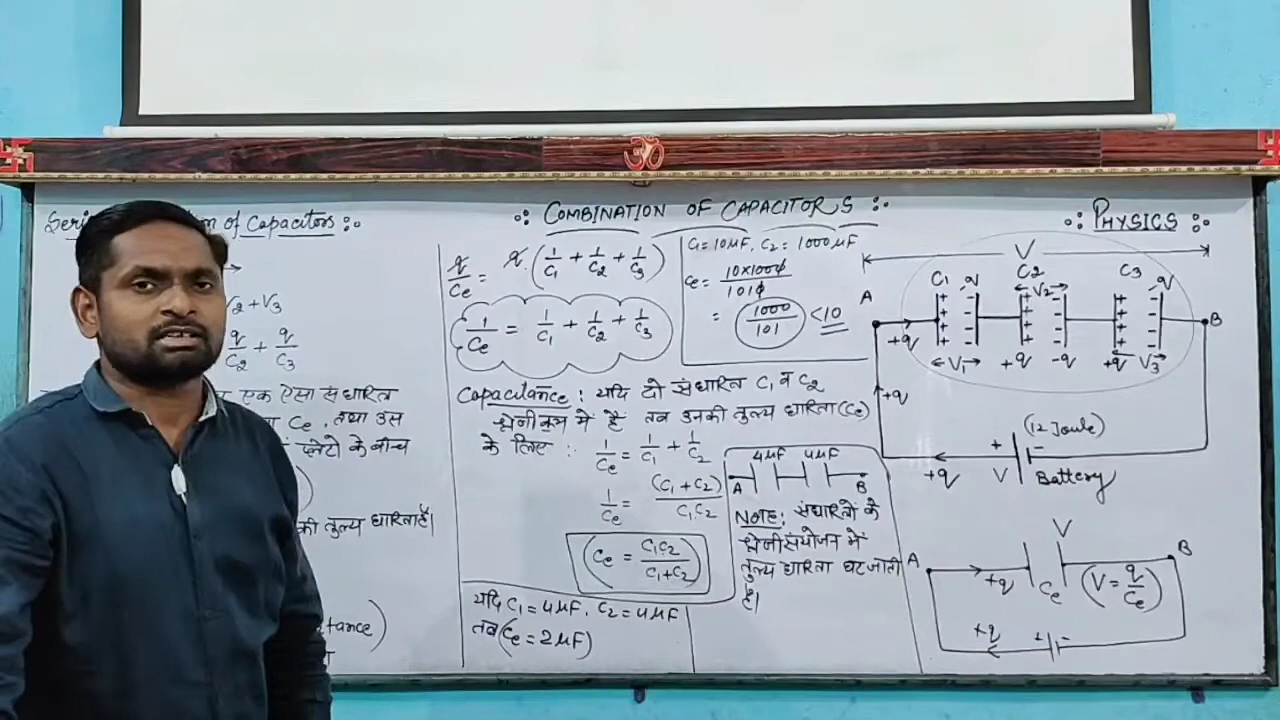 :: COMBINATION OF CAPACITORS ::
:: PHYSICS ::
of Capacitors ::
V₂ + V₃
q/C₂ + q/C₃
एक ऐसा संधारित
Ce, तथा उस
प्लेटो के बीच
की तुल्य धारिता है।
tance)
q/Ce = q (1/C₁ + 1/C₂ + 1/C₃)
1/Ce = 1/C₁ + 1/C₂ + 1/C₃
C₁ = 10μF, C₂ = 1000μF
Ce = 10×1000/1010
= 1000/101 < 10
Capacitance : यदि दो संधारित C₁ व C₂
श्रेणीक्रम में हैं तब उनकी तुल्य धारिता (Ce)
के लिए :
1/Ce = 1/C₁ + 1/C₂
1/Ce = (C₁ + C₂)/C₁C₂
(Ce = C₁C₂/C₁+C₂)
यदि C₁ = 4μF, C₂ = 4μF
तब (Ce = 2μF)
4μF 4μF
A B
NOTE: संधारितो के
श्रेणीसंयोजन में
तुल्य धारिता घट जाती
है।
V
C₁ q C₂ C₃ q
V₂
A B
+q
V₁ +q -q +q V₃
+q
(12 Joule)
+ -
+q V Battery
V
A B
+q Ce (V = q/Ce)
+q + -